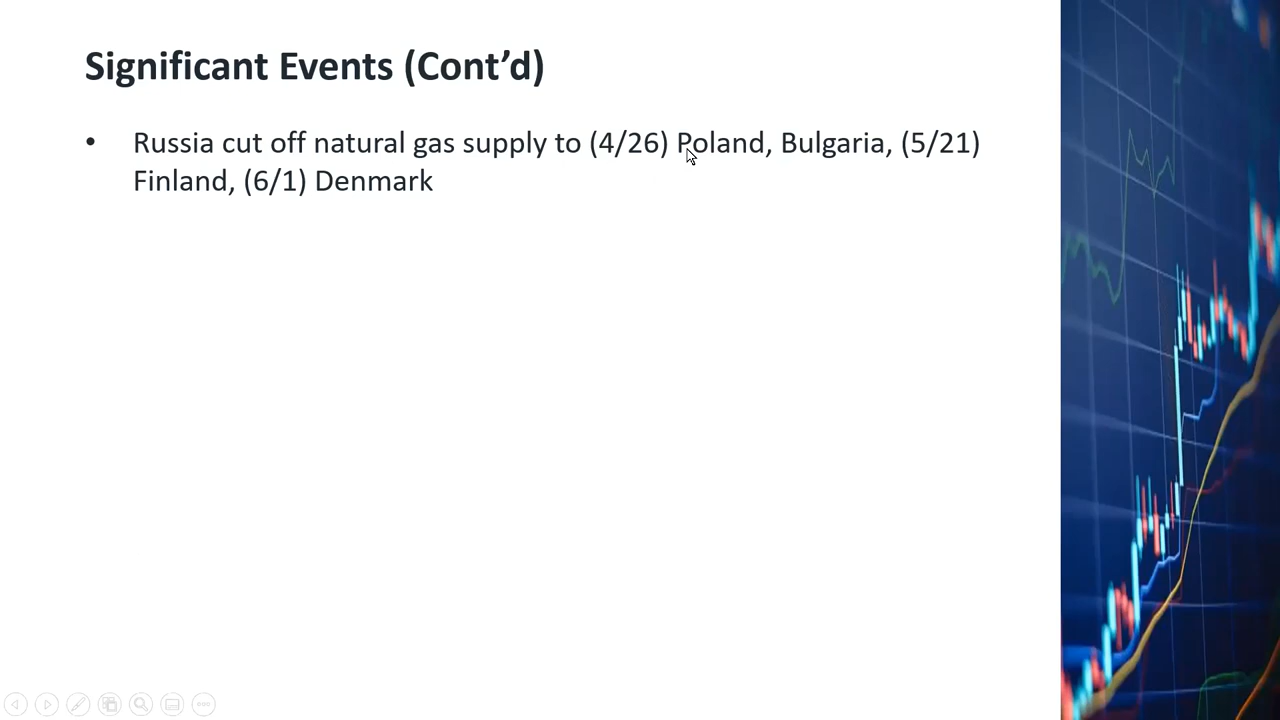 Significant Events (Cont’d)
• Russia cut off natural gas supply to (4/26) Poland, Bulgaria, (5/21)
Finland, (6/1) Denmark